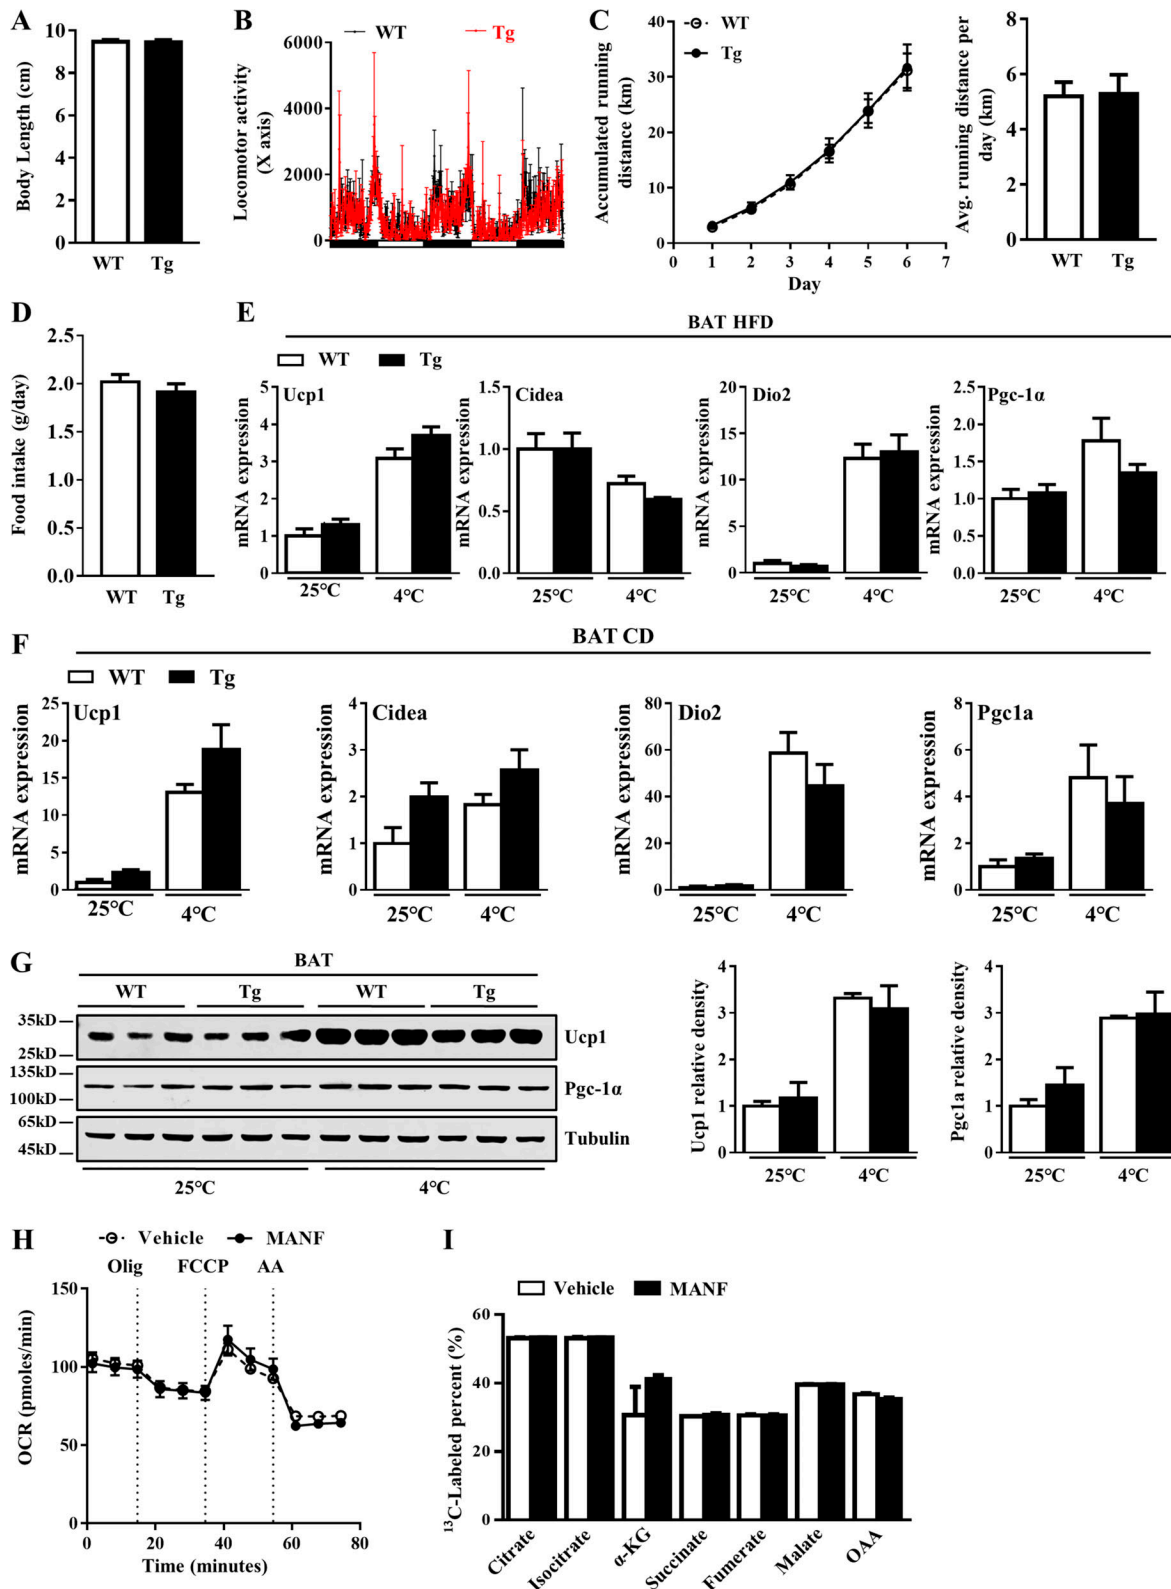 A
Body Length (cm)
10
8
6
4
2
0
WT
Tg
B
WT
Tg
Locomotor activity
(X axis)
6000
4000
2000
0
C
WT
Tg
Accumulated running
distance (km)
40
30
20
10
0
0 1 2 3 4 5 6 7
Day
Avg. running distance per
day (km)
8
6
4
2
0
WT
Tg
D
Food intake (g/day)
2.5
2.0
1.5
1.0
0.5
0.0
WT
Tg
E
BAT HFD
WT
Tg
Ucp1
mRNA expression
5
4
3
2
1
0
25°C
4°C
Cidea
mRNA expression
1.5
1.0
0.5
0.0
25°C
4°C
Dio2
mRNA expression
20
15
10
5
0
25°C
4°C
Pgc-1α
mRNA expression
2.5
2.0
1.5
1.0
0.5
0.0
25°C
4°C
F
BAT CD
WT
Tg
Ucp1
mRNA expression
25
20
15
10
5
0
25°C
4°C
Cidea
mRNA expression
4
3
2
1
0
25°C
4°C
Dio2
mRNA expression
80
60
40
20
0
25°C
4°C
Pgc1a
mRNA expression
8
6
4
2
0
25°C
4°C
G
BAT
WT
Tg
WT
Tg
35kD
25kD
Ucp1
135kD
100kD
Pgc-1α
65kD
45kD
Tubulin
25°C
4°C
Ucp1 relative density
4
3
2
1
0
25°C
4°C
Pgc1a relative density
4
3
2
1
0
25°C
4°C
H
Vehicle
MANF
Olig
FCCP
AA
OCR (pmoles/min)
150
100
50
0
0 20 40 60 80
Time (minutes)
I
Vehicle
MANF
¹³C-Labeled percent (%)
60
40
20
0
Citrate
Isocitrate
α-KG
Succinate
Fumerate
Malate
OAA